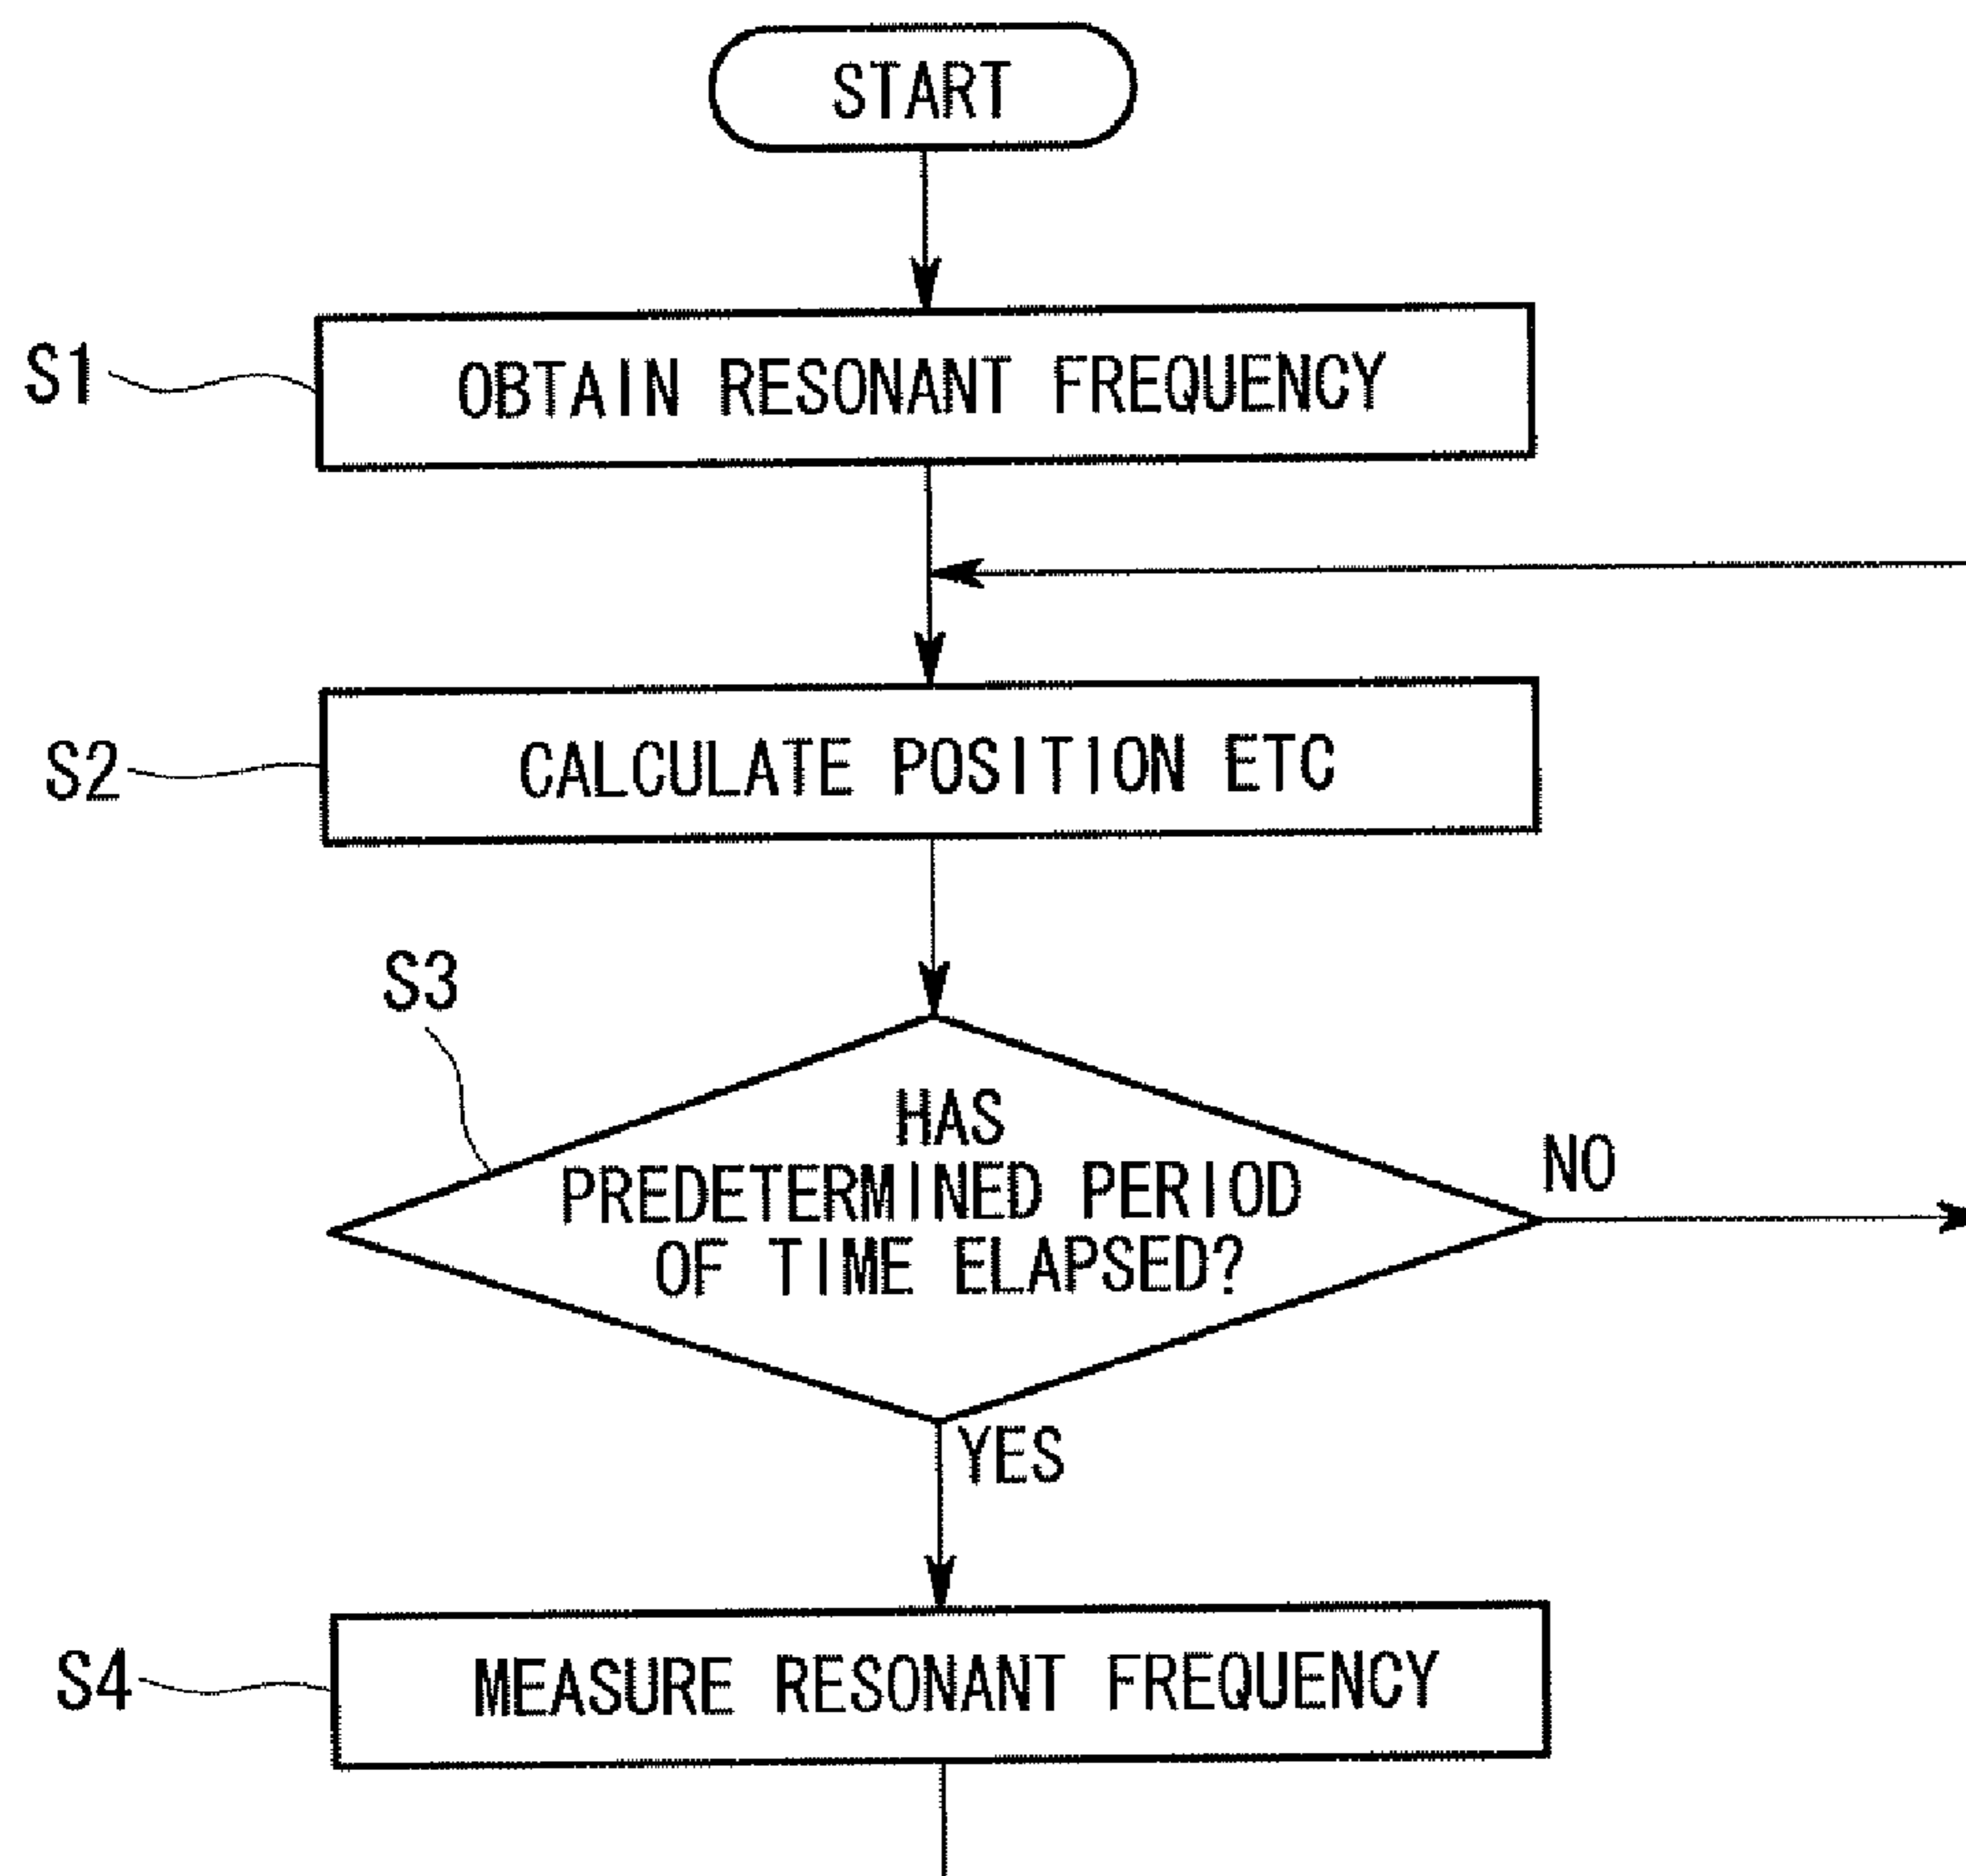 START
S1
OBTAIN RESONANT FREQUENCY
S2
CALCULATE POSITION ETC
S3
HAS
PREDETERMINED PERIOD
OF TIME ELAPSED?
NO
YES
S4
MEASURE RESONANT FREQUENCY